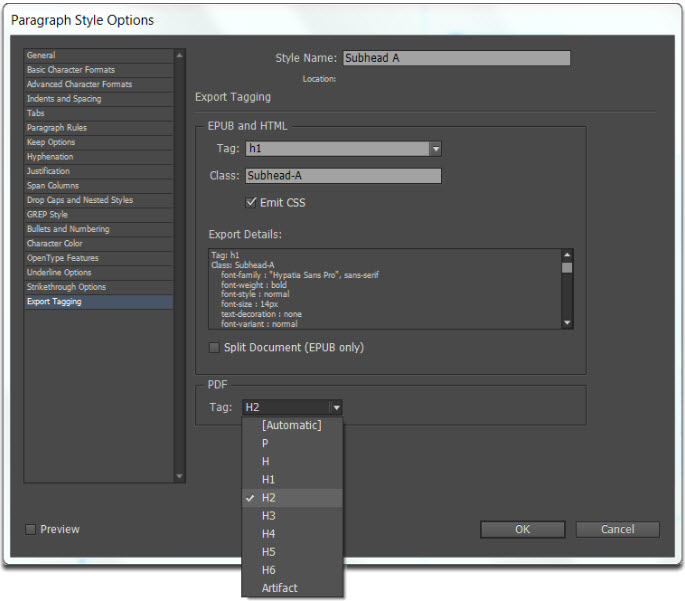 Paragraph Style Options
General
Basic Character Formats
Advanced Character Formats
Indents and Spacing
Tabs
Paragraph Rules
Keep Options
Hyphenation
Justification
Span Columns
Drop Caps and Nested Styles
GREP Style
Bullets and Numbering
Character Color
OpenType Features
Underline Options
Strikethrough Options
Export Tagging
Style Name: Subhead A
Location:
Export Tagging
EPUB and HTML
Tag: h1
Class: Subhead-A
Emit CSS
Export Details:
Tag: h1
Class: Subhead-A
font-family : "Hypatia Sans Pro", sans-serif
font-weight : bold
font-style : normal
font-size : 14px
text-decoration : none
font-variant : normal
Split Document (EPUB only)
PDF
Tag: H2
[Automatic]
P
H
H1
H2
H3
H4
H5
H6
Artifact
Preview
OK
Cancel